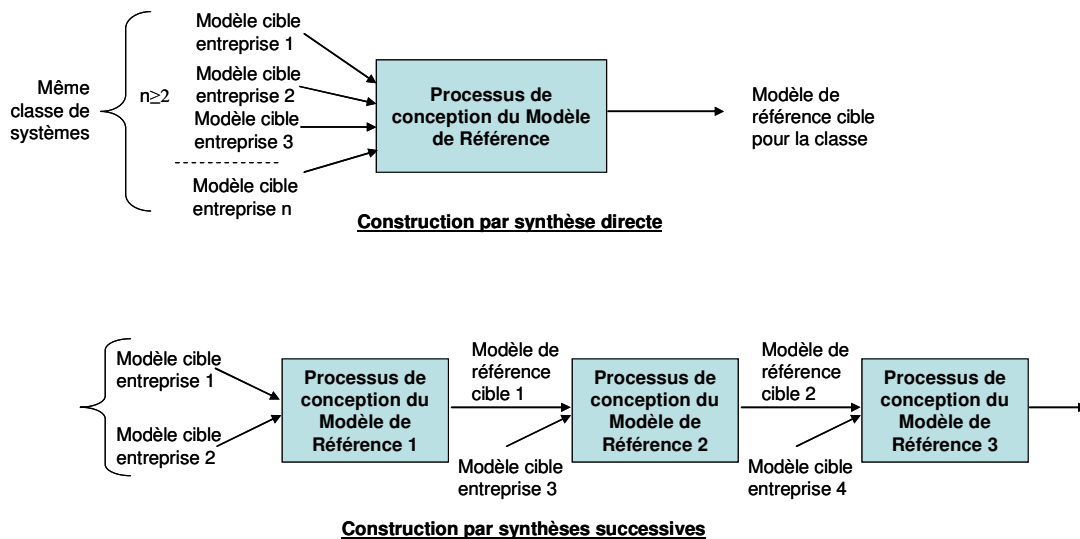 Même
classe de
systèmes
n≥2
Modèle cible
entreprise 1
Modèle cible
entreprise 2
Modèle cible
entreprise 3
Modèle cible
entreprise n
Processus de
conception du Modèle
de Référence
Modèle de
référence cible
pour la classe
Construction par synthèse directe
Modèle cible
entreprise 1
Modèle cible
entreprise 2
Processus de
conception du
Modèle de
Référence 1
Modèle de
référence
cible 1
Modèle cible
entreprise 3
Processus de
conception du
Modèle de
Référence 2
Modèle de
référence
cible 2
Modèle cible
entreprise 4
Processus de
conception du
Modèle de
Référence 3
Construction par synthèses successives